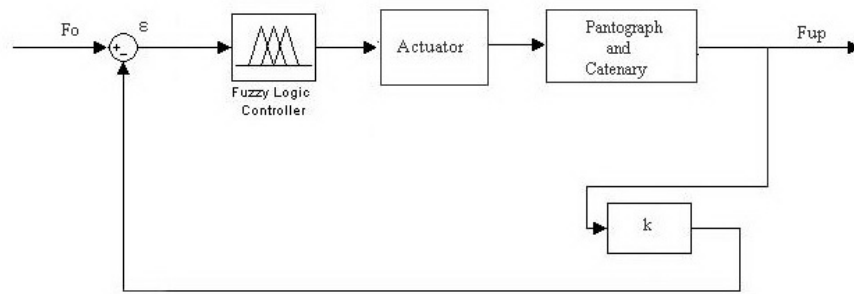 Fo
+
−
ε
Fuzzy Logic
Controller
Actuator
Pantograph
and
Catenary
Fup
k